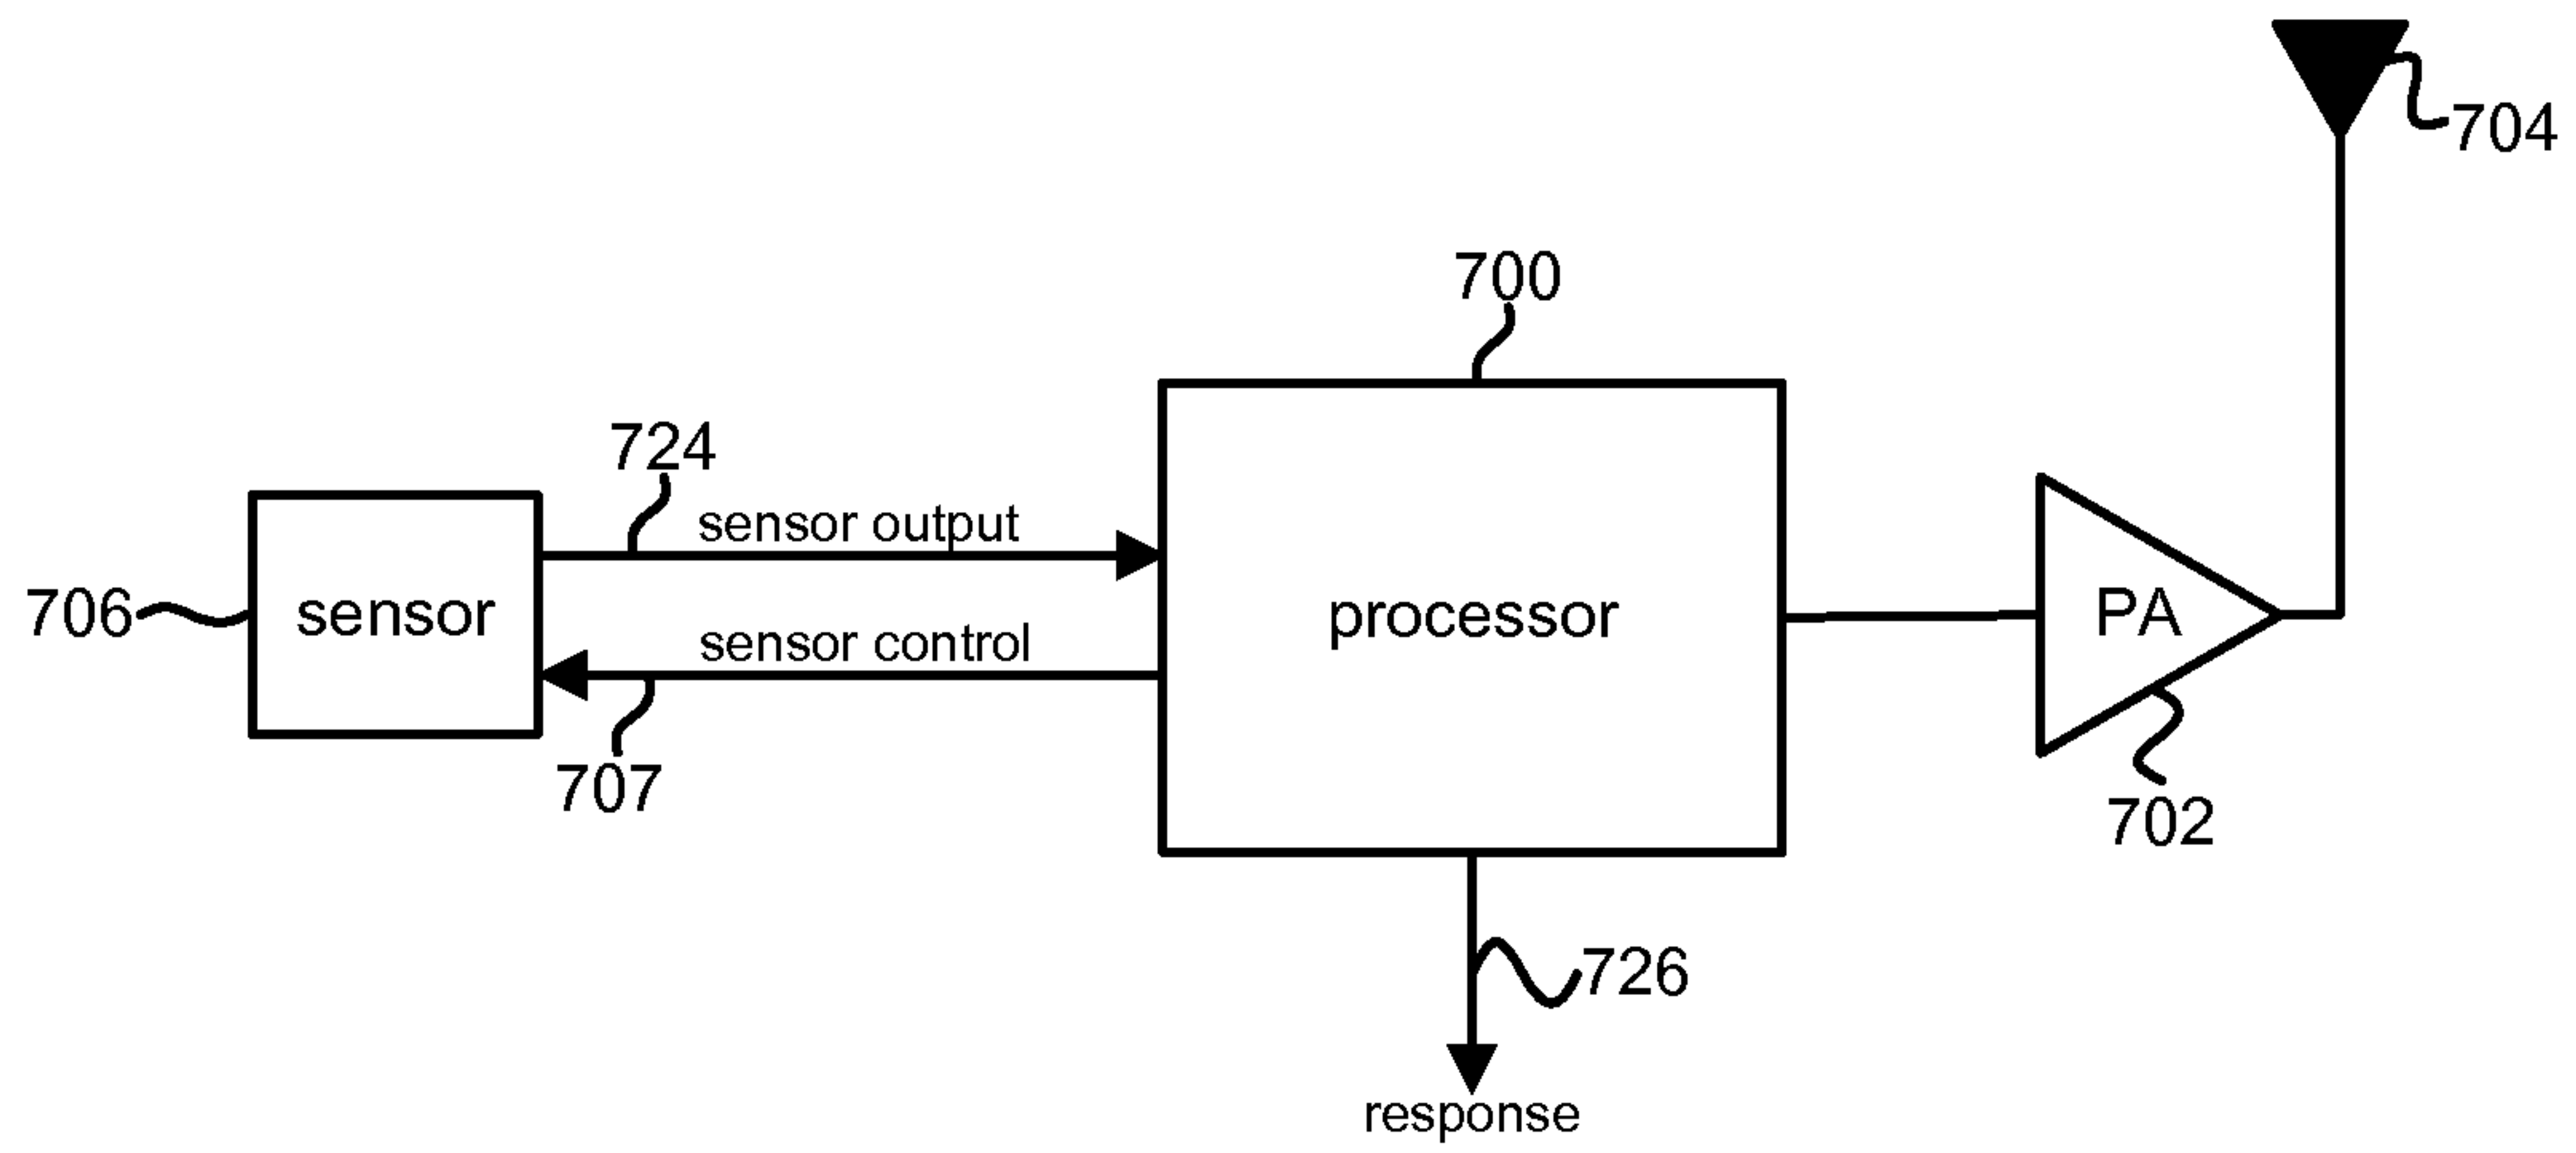 704
700
724
sensor output
706
sensor
processor
PA
sensor control
707
702
726
response